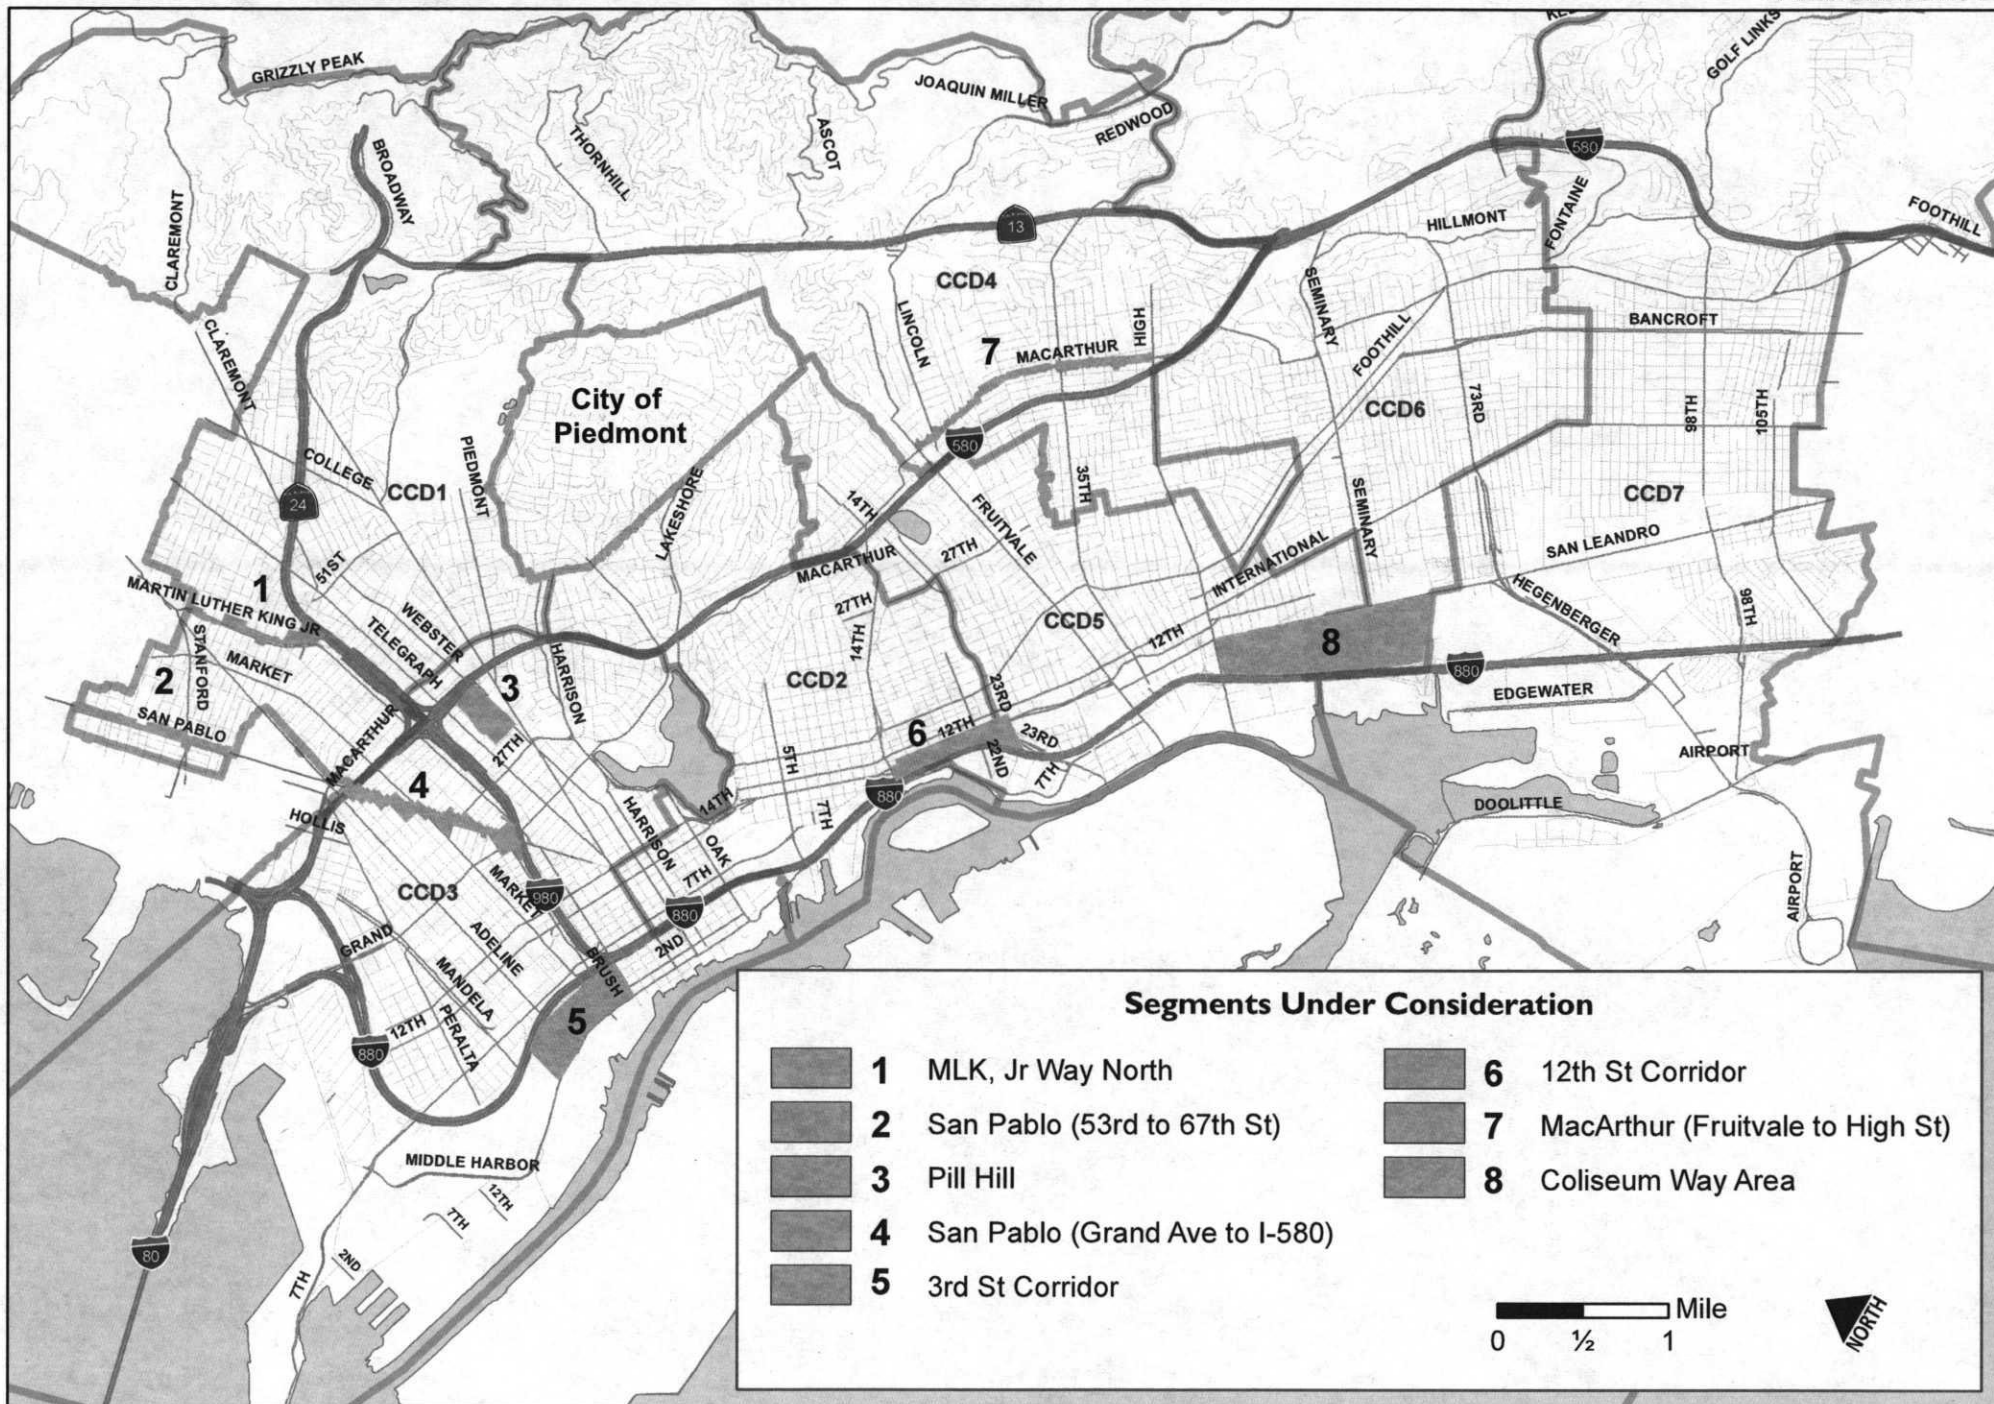 GRIZZLY PEAK
CLAREMONT
BROADWAY
THORNHILL
ASCOT
JOAQUIN MILLER
REDWOOD
GOLF LINKS
580
FONTAINE
HILLMONT
FOOTHILL
13
CCD4
LINCOLN
HIGH
7
MACARTHUR
SEMINARY
FOOTHILL
BANCROFT
CLAREMONT
City of
Piedmont
CCD6
73RD
98TH
105TH
COLLEGE
CCD1
PIEDMONT
24
LAKESHORE
580
35TH
14TH
FRUITVALE
SEMINARY
CCD7
SAN LEANDRO
51ST
1
MACARTHUR
27TH
INTERNATIONAL
HEGENBERGER
MARTIN LUTHER KING JR
WEBSTER
TELEGRAPH
27TH
14TH
CCD5
12TH
98TH
STANFORD
MARKET
2
HARRISON
3
CCD2
23RD
8
880
EDGEWATER
SAN PABLO
MACARTHUR
27TH
5TH
6
12TH
23RD
22ND
7TH
AIRPORT
4
HOLLIS
HARRISON
14TH
7TH
880
DOOLITTLE
OAK
7TH
CCD3
MARKET
980
880
AIRPORT
GRAND
ADELINE
MANDELA
BRUSH
2ND
5
12TH
PERALTA
880
MIDDLE HARBOR
12TH
7TH
2ND
7TH
80
Segments Under Consideration
1 MLK, Jr Way North
2 San Pablo (53rd to 67th St)
3 Pill Hill
4 San Pablo (Grand Ave to I-580)
5 3rd St Corridor
6 12th St Corridor
7 MacArthur (Fruitvale to High St)
8 Coliseum Way Area
Mile
0 ½ 1
NORTH